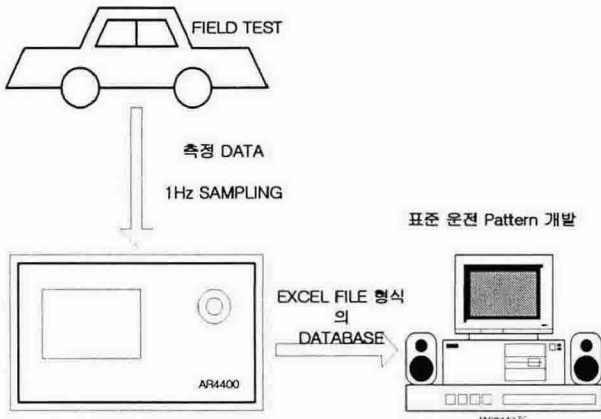 FIELD TEST
측정 DATA
1Hz SAMPLING
표준 운전 Pattern 개발
EXCEL FILE 형식
의
DATABASE
AR4400